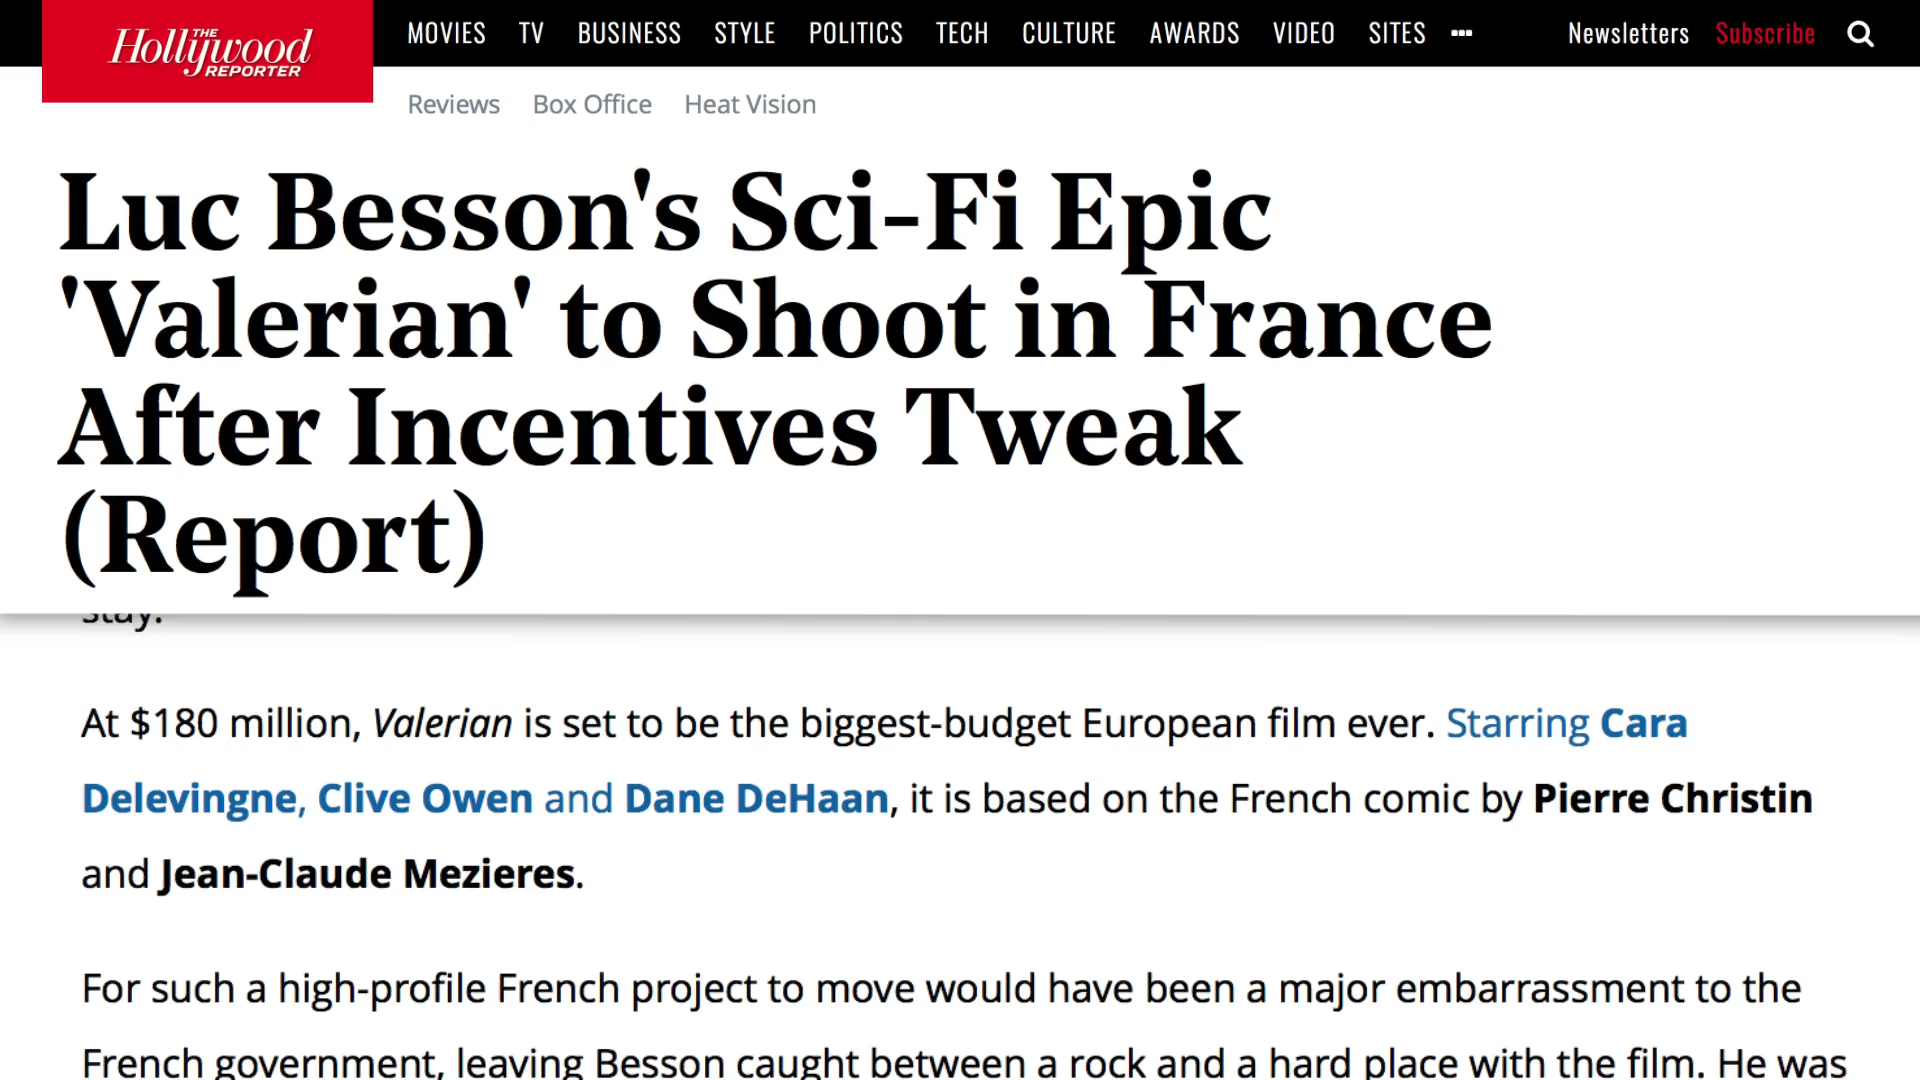 THE
Hollywood
REPORTER
MOVIES TV BUSINESS STYLE POLITICS TECH CULTURE AWARDS VIDEO SITES ••• Newsletters Subscribe
Reviews Box Office Heat Vision
Luc Besson's Sci-Fi Epic
'Valerian' to Shoot in France
After Incentives Tweak
(Report)
stay.
At $180 million, Valerian is set to be the biggest-budget European film ever. Starring Cara
Delevingne, Clive Owen and Dane DeHaan, it is based on the French comic by Pierre Christin
and Jean-Claude Mezieres.
For such a high-profile French project to move would have been a major embarrassment to the
French government, leaving Besson caught between a rock and a hard place with the film. He was